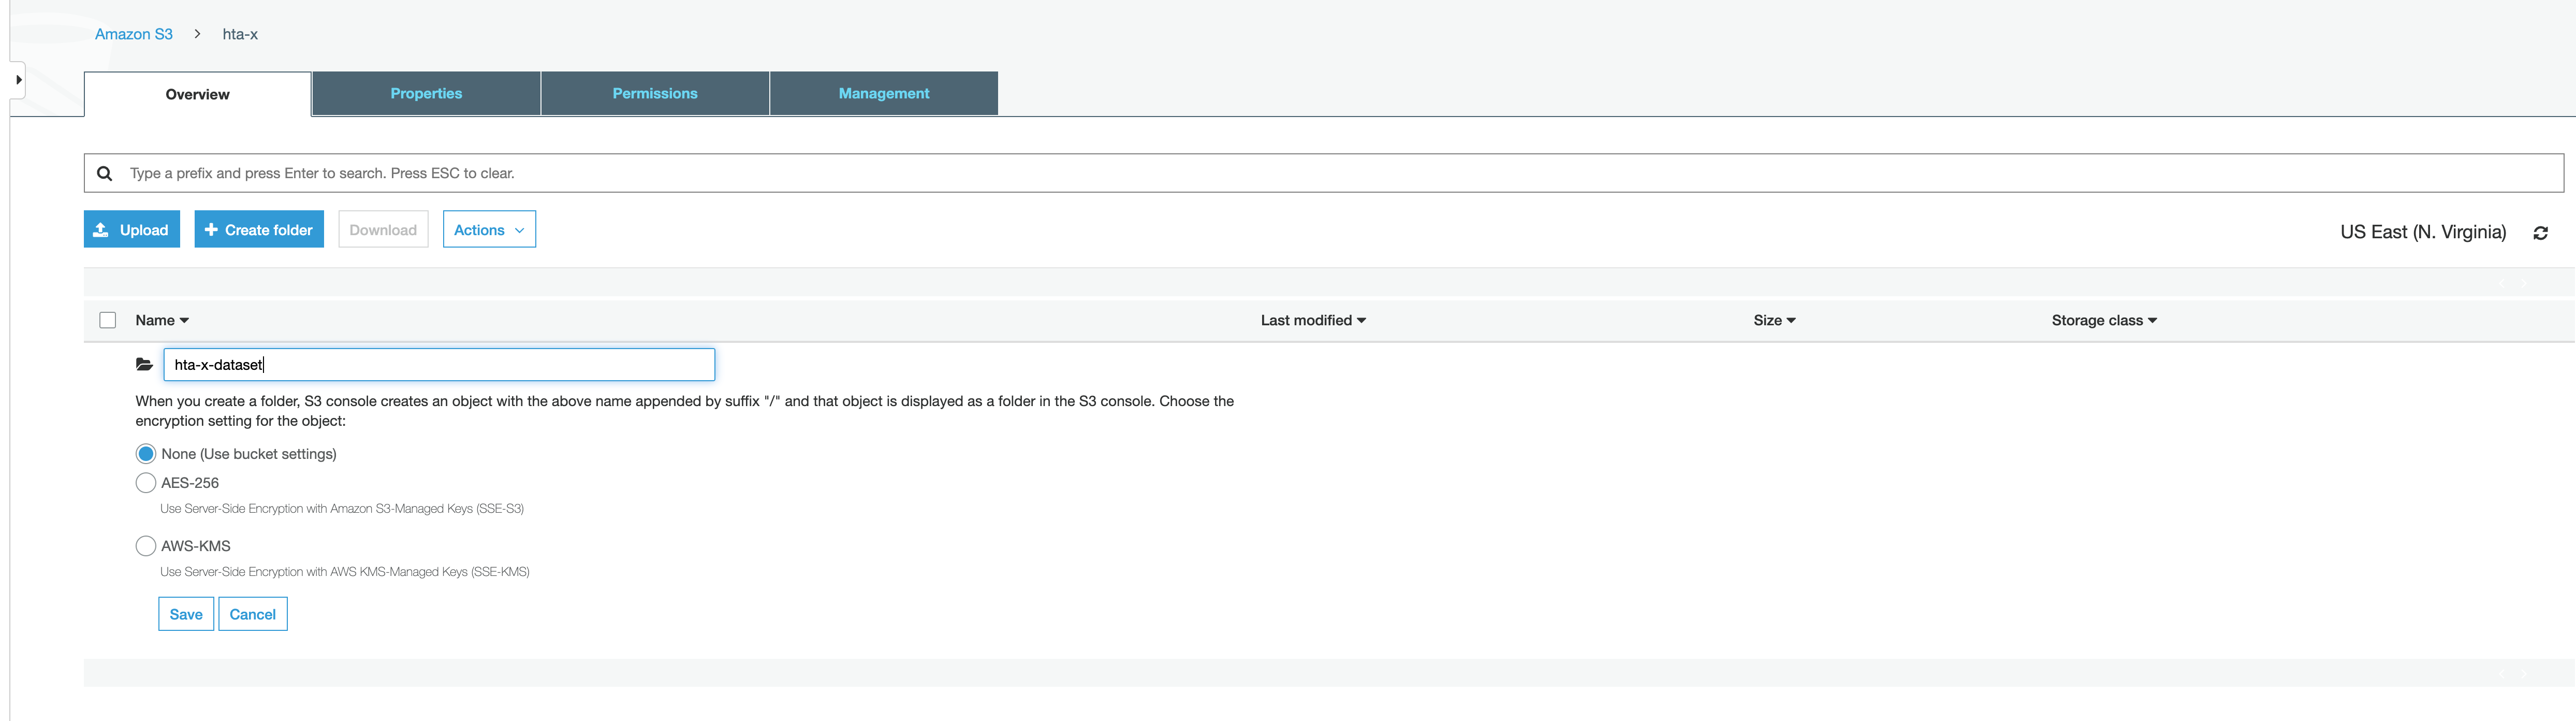 Amazon S3 > hta-x
Overview Properties Permissions Management
Type a prefix and press Enter to search. Press ESC to clear.
Upload + Create folder Download Actions US East (N. Virginia)
Name Last modified Size Storage class
hta-x-dataset
When you create a folder, S3 console creates an object with the above name appended by suffix "/" and that object is displayed as a folder in the S3 console. Choose the
encryption setting for the object:
None (Use bucket settings)
AES-256
Use Server-Side Encryption with Amazon S3-Managed Keys (SSE-S3)
AWS-KMS
Use Server-Side Encryption with AWS KMS-Managed Keys (SSE-KMS)
Save Cancel